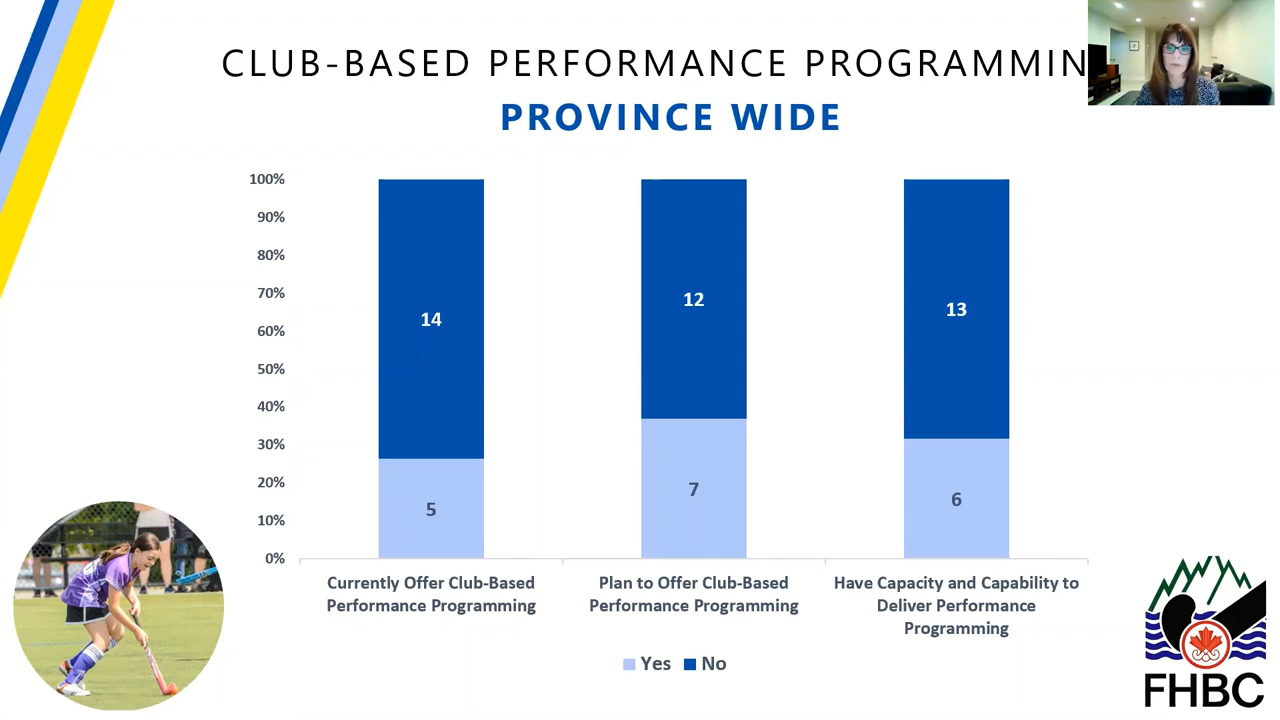 CLUB-BASED PERFORMANCE PROGRAMMIN
PROVINCE WIDE
100%
90%
80%
70%
60%
50%
40%
30%
20%
10%
0%
14
12
13
5
7
6
Currently Offer Club-Based
Performance Programming
Plan to Offer Club-Based
Performance Programming
Have Capacity and Capability to
Deliver Performance
Programming
Yes No
FHBC